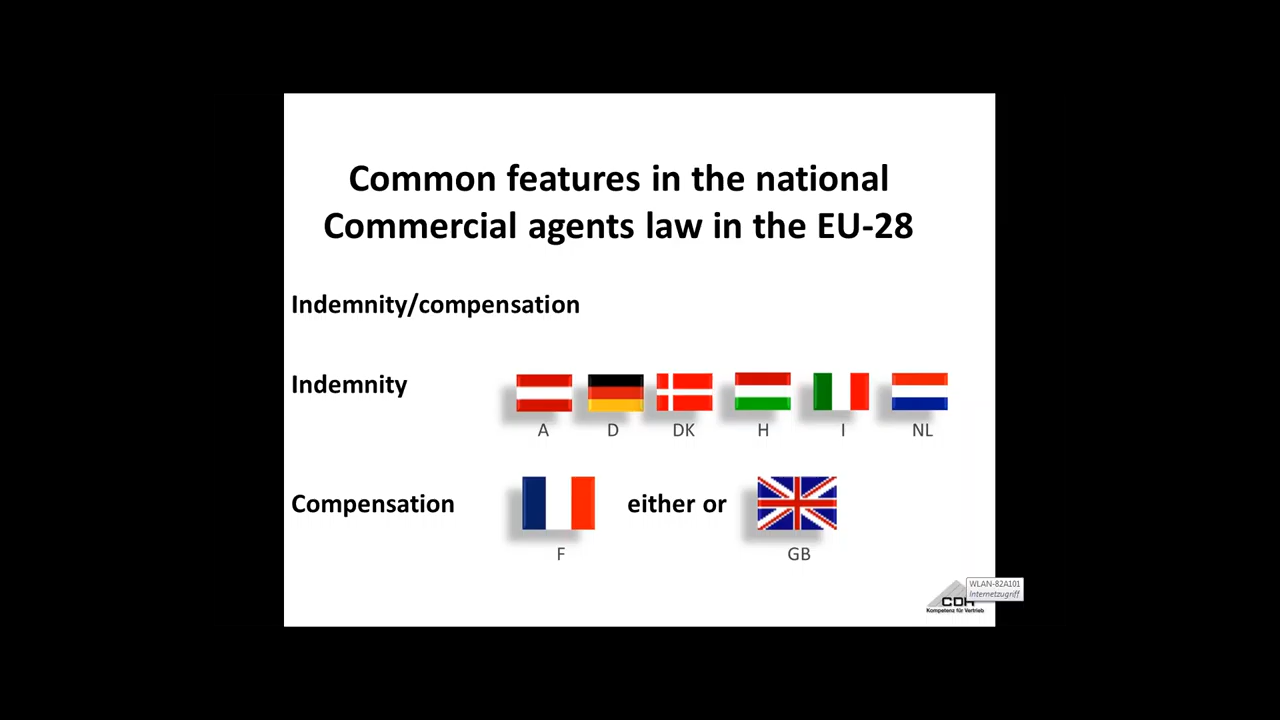 Common features in the national
Commercial agents law in the EU-28
Indemnity/compensation
Indemnity
A D DK H I NL
Compensation either or
F GB
WLAN-82A101
Internetzugriff
CDH
Kompetenz für Vertrieb